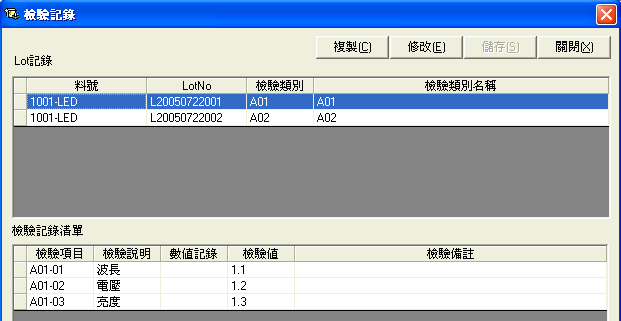 檢驗記錄
複製(C) 修改(E) 儲存(S) 關閉(X)
Lot記錄
料號 LotNo 檢驗類別 檢驗類別名稱
1001-LED L20050722001 A01 A01
1001-LED L20050722002 A02 A02
檢驗記錄清單
檢驗項目 檢驗說明 數值記錄 檢驗值 檢驗備註
A01-01 波長 1.1
A01-02 電壓 1.2
A01-03 亮度 1.3